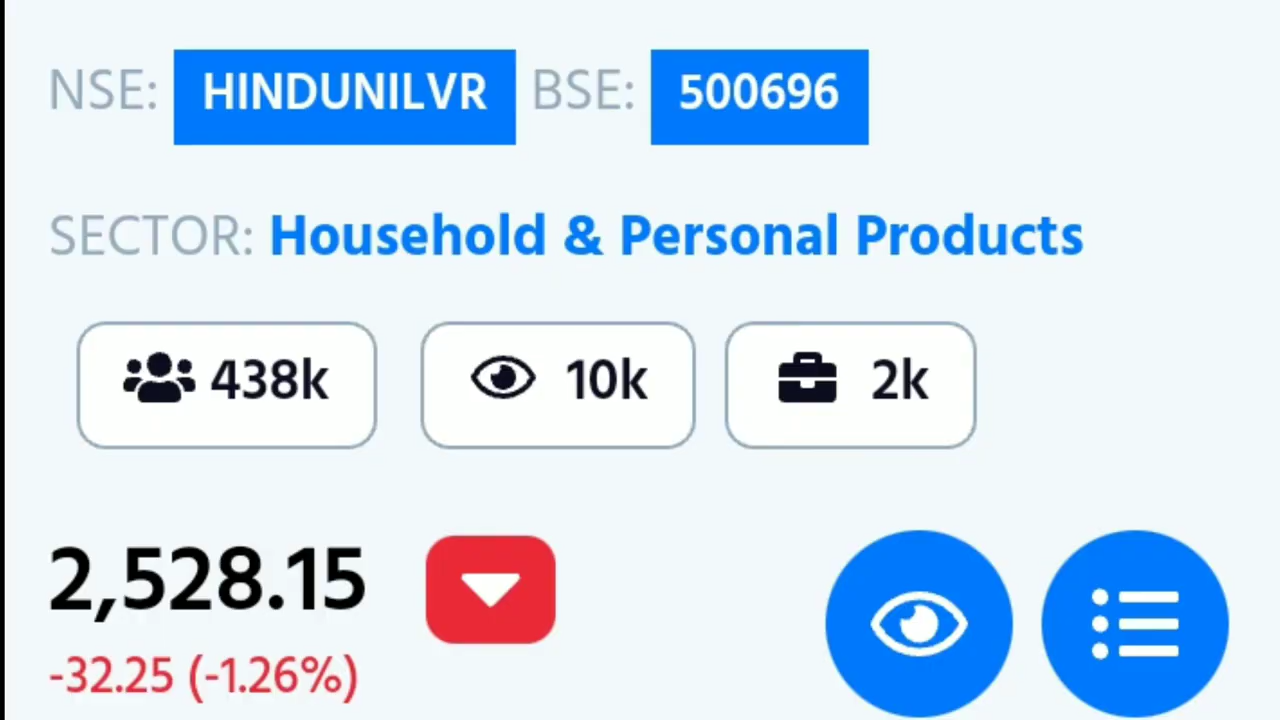 NSE: HINDUNILVR BSE: 500696
SECTOR: Household & Personal Products
438k 10k 2k
2,528.15
-32.25 (-1.26%)